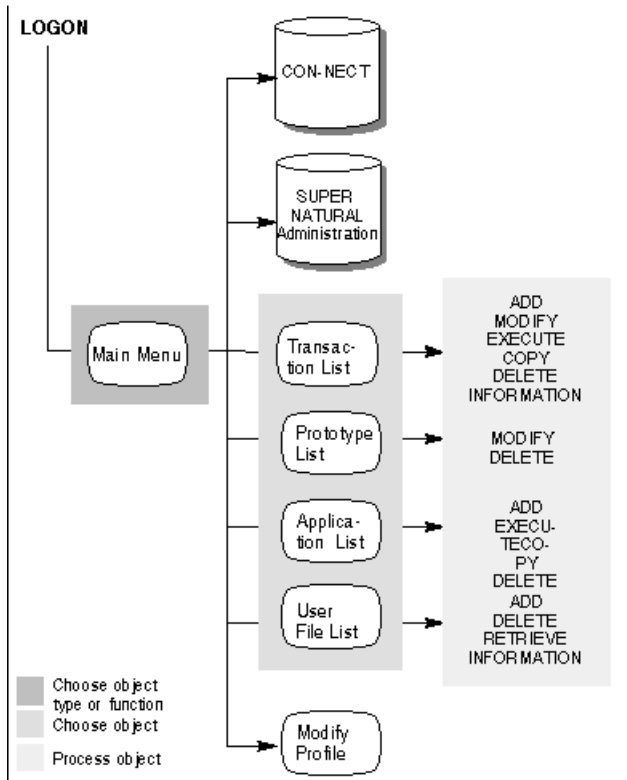 LOGON
CON-NECT
SUPER
NATURAL
Administration
Main Menu
Transac-
tion List
ADD
MODIFY
EXECUTE
COPY
DELETE
INFORMATION
Prototype
List
MODIFY
DELETE
Applica-
tion List
ADD
EXECU-
TECO-
PY
DELETE
User
File List
ADD
DELETE
RETRIEVE
INFORMATION
Modify
Profile
Choose object
type or function
Choose object
Process object